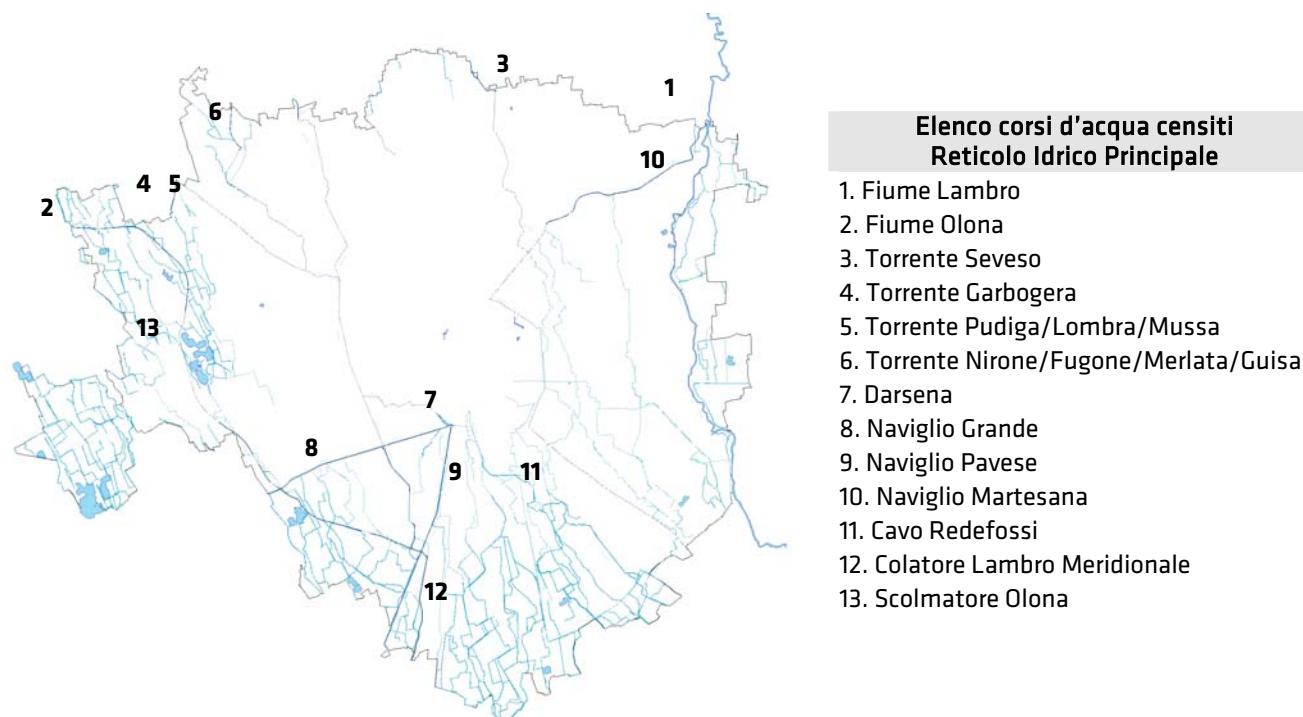 3
1
6
10
4
5
2
13
7
8
9
11
12
Elenco corsi d'acqua censiti
Reticolo Idrico Principale
1. Fiume Lambro
2. Fiume Olona
3. Torrente Seveso
4. Torrente Garbogera
5. Torrente Pudiga/Lombra/Mussa
6. Torrente Nirone/Fugone/Merlata/Guisa
7. Darsena
8. Naviglio Grande
9. Naviglio Pavese
10. Naviglio Martesana
11. Cavo Redefossi
12. Colatore Lambro Meridionale
13. Scolmatore Olona